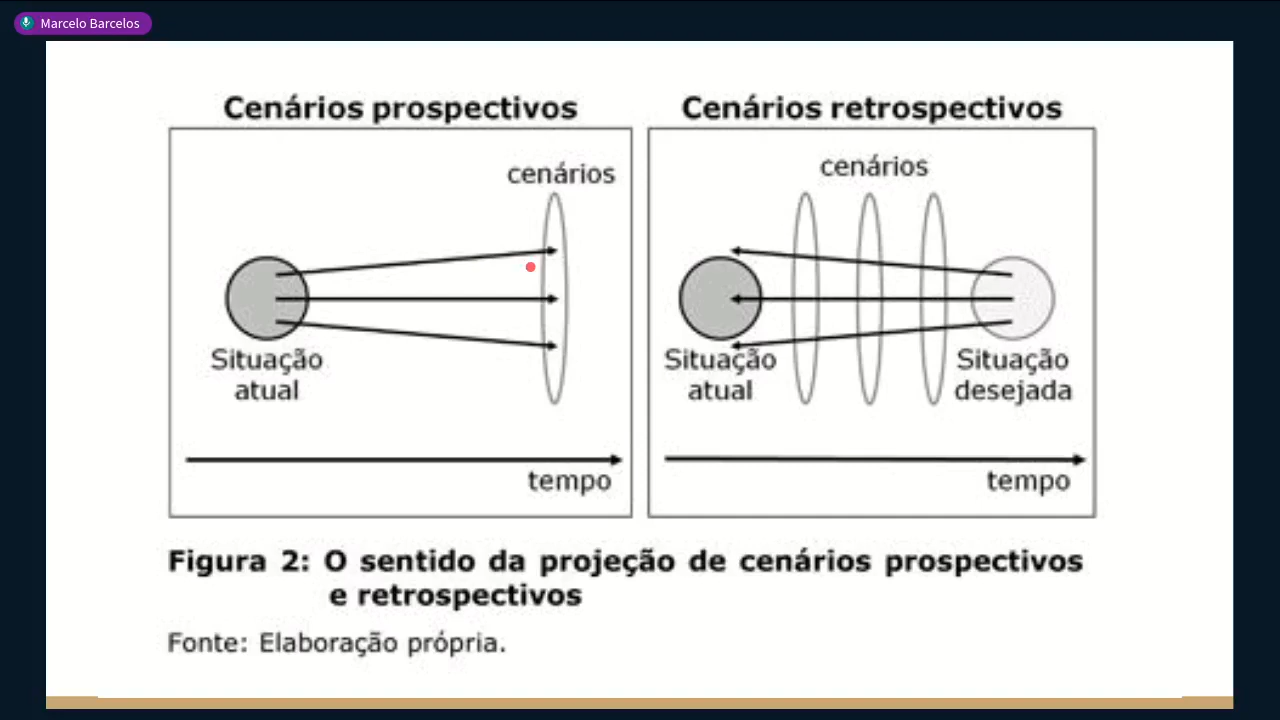 Marcelo Barcelos
Cenários prospectivos
cenários
Situação
atual
tempo
Cenários retrospectivos
cenários
Situação
atual
Situação
desejada
tempo
Figura 2: O sentido da projeção de cenários prospectivos
e retrospectivos
Fonte: Elaboração própria.